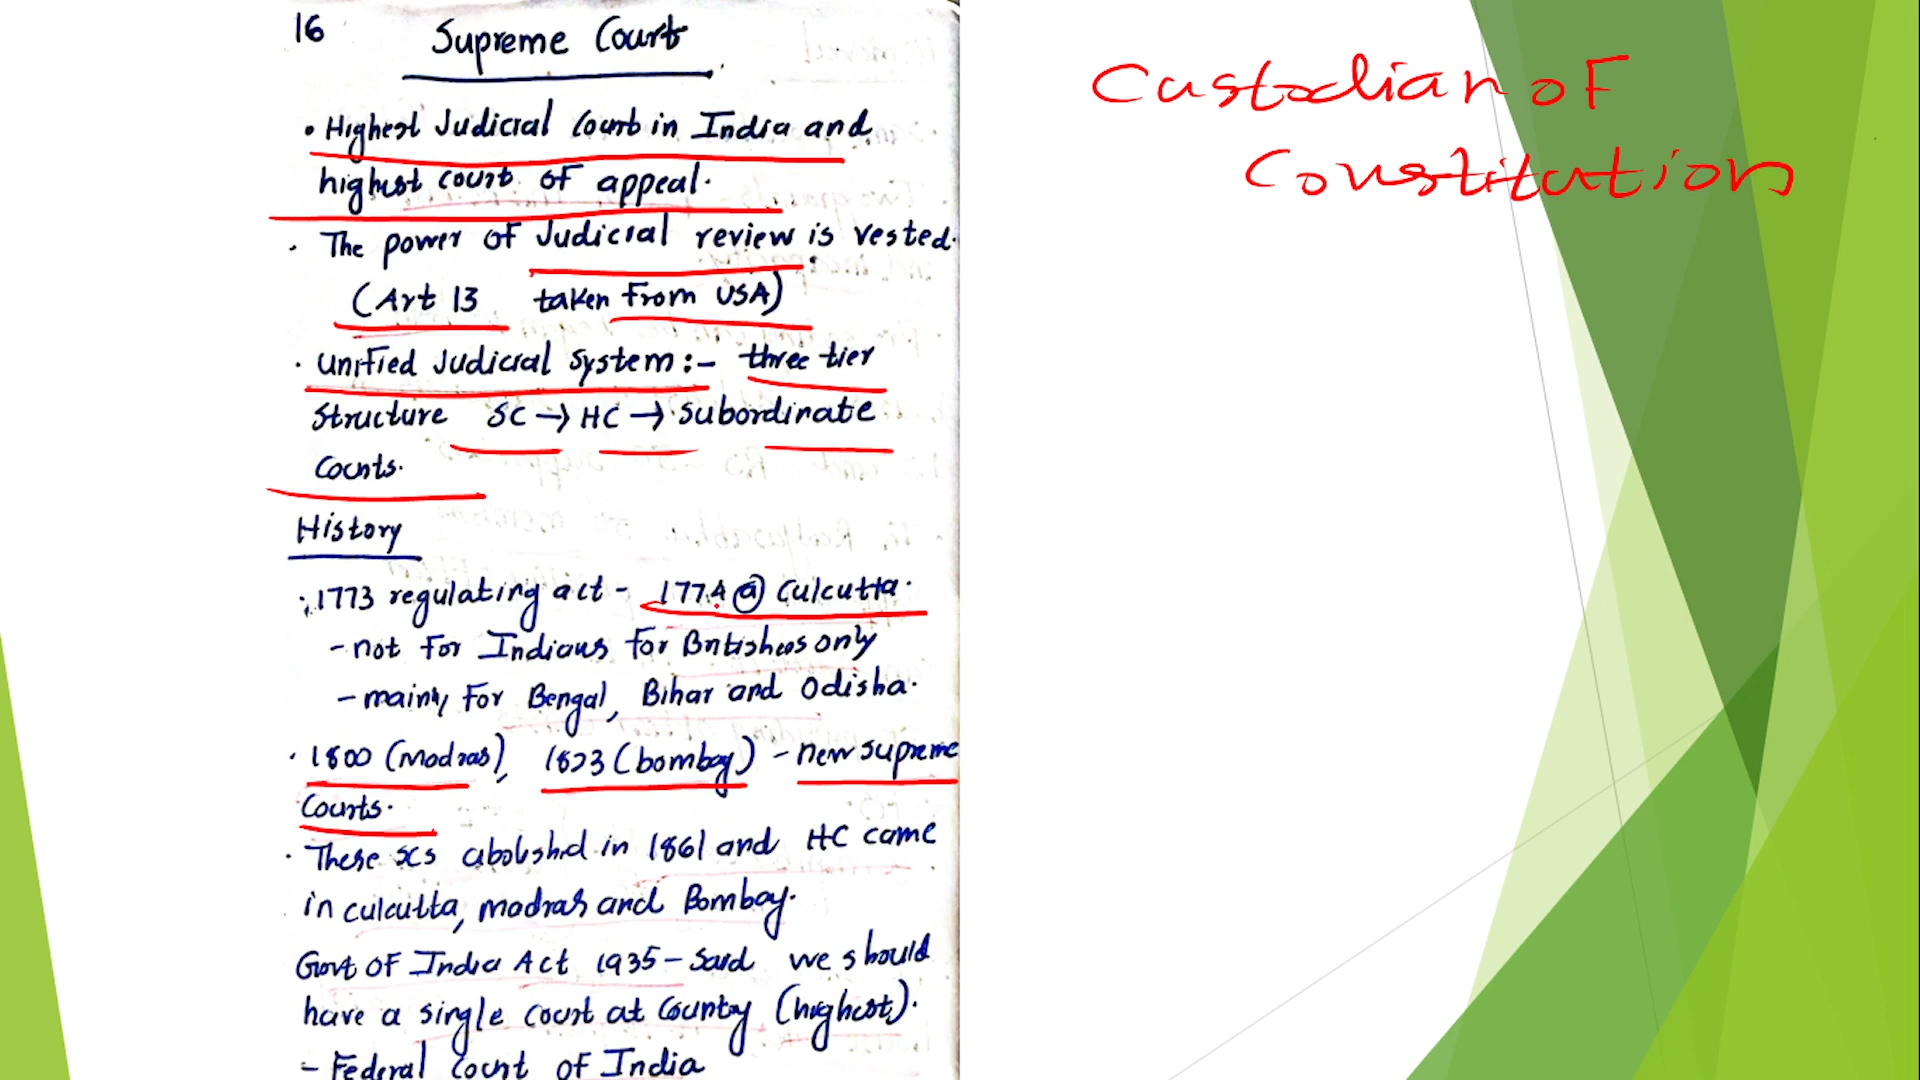 16
Supreme Court
• Highest Judicial Court in India and
highest court of appeal.
. The power of Judicial review is vested.
(Art 13 taken from USA)
. Unified Judicial System :- three tier
Structure SC → HC → Subordinate
Courts.
History
. 1773 regulating act - 1774 @ Culcutta.
- not for Indians for Britishers only
- mainly for Bengal, Bihar and Odisha.
. 1800 (Madras), 1823 (bombay) - new supreme
Courts.
. These SCs abolishd in 1861 and HC came
in culcutta, madras and Bombay.
Govt of India Act 1935 - Said we should
have a single court at Country (highest).
- Federal Court of India
Custodian of
Constitution